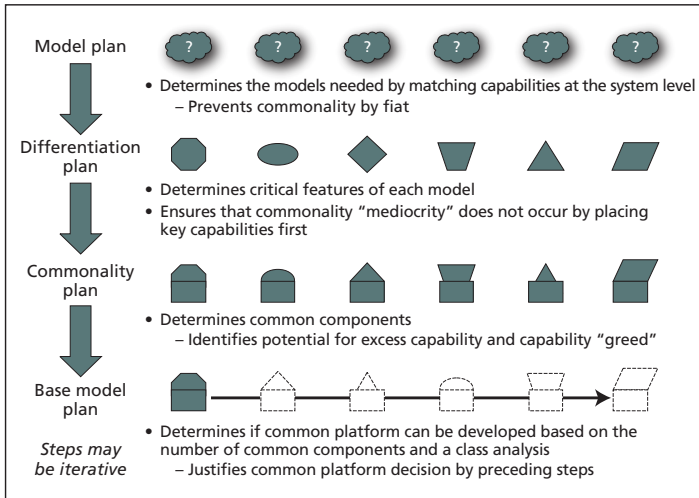 Model plan
? ? ? ? ? ?
• Determines the models needed by matching capabilities at the system level
– Prevents commonality by fiat
Differentiation
plan
• Determines critical features of each model
• Ensures that commonality “mediocrity” does not occur by placing
key capabilities first
Commonality
plan
• Determines common components
– Identifies potential for excess capability and capability “greed”
Base model
plan
Steps may
be iterative
• Determines if common platform can be developed based on the
number of common components and a class analysis
– Justifies common platform decision by preceding steps